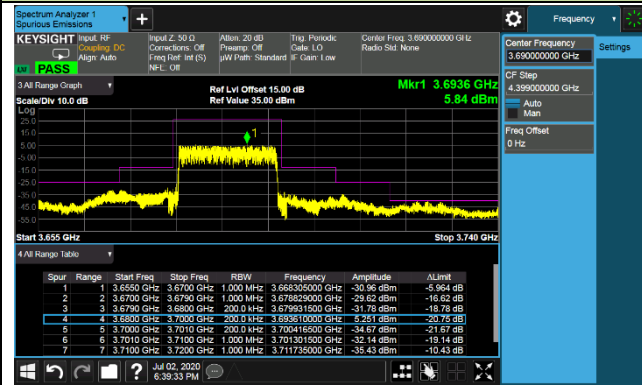 Spectrum Analyzer 1
Spurious Emissions
Frequency
KEYSIGHT Input: RF Input Z: 50 Ω Atten: 20 dB Trig: Periodic Center Freq: 3.690000000 GHz
Coupling: DC Corrections: Off Preamp: Off Gate: LO Radio Std: None
Align: Auto Freq Ref: Int (S) µW Path: Standard IF Gain: Low
NFE: Off
PASS
Center Frequency
3.690000000 GHz
Settings
CF Step
4.399000000 GHz
Auto
Man
Freq Offset
0 Hz
3 All Range Graph
Ref Lvl Offset 15.00 dB
Mkr1 3.6936 GHz
Scale/Div 10.0 dB
Ref Value 35.00 dBm
5.84 dBm
Log
25.0
15.0
5.00
-5.00
-15.0
-25.0
-35.0
-45.0
-55.0
1
Start 3.655 GHz
Stop 3.740 GHz
4 All Range Table
Spur Range Start Freq Stop Freq RBW Frequency Amplitude ΔLimit
1 1 3.6550 GHz 3.6700 GHz 1.000 MHz 3.668305000 GHz -30.96 dBm -5.964 dB
2 2 3.6700 GHz 3.6790 GHz 1.000 MHz 3.678829000 GHz -29.62 dBm -16.62 dB
3 3 3.6790 GHz 3.6800 GHz 200.0 kHz 3.679931500 GHz -31.78 dBm -18.78 dB
4 4 3.6800 GHz 3.7000 GHz 200.0 kHz 3.693610000 GHz 5.251 dBm -20.75 dB
5 5 3.7000 GHz 3.7010 GHz 200.0 kHz 3.700416500 GHz -34.67 dBm -21.67 dB
6 6 3.7010 GHz 3.7100 GHz 1.000 MHz 3.701301500 GHz -32.14 dBm -19.14 dB
7 7 3.7100 GHz 3.7200 GHz 1.000 MHz 3.711735000 GHz -35.43 dBm -10.43 dB
Jul 02, 2020
6:39:33 PM